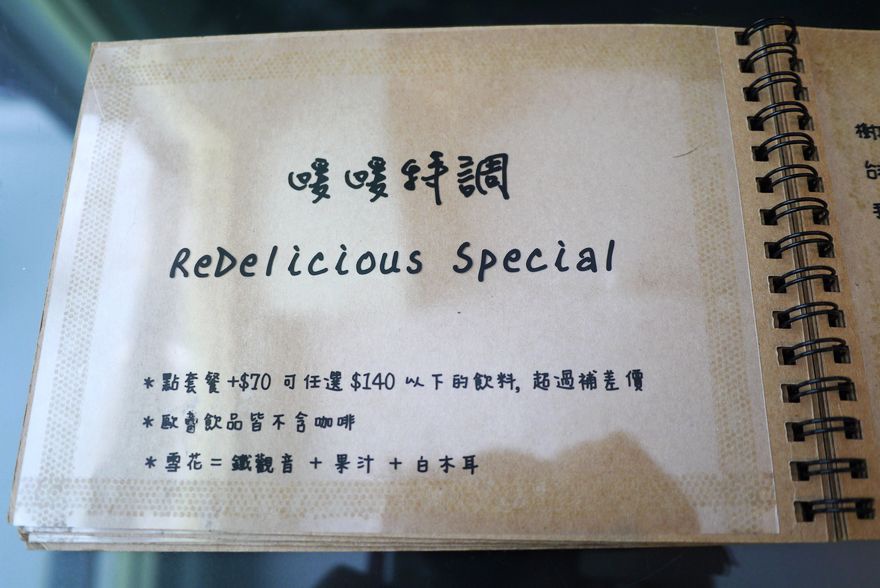 噯噯特調
ReDelicious Special
*點套餐+$70 可任選 $140 以下的飲料, 超過補差價
*歐蕾飲品皆不含咖啡
*雪花 = 鐵觀音 + 果汁 + 白木耳